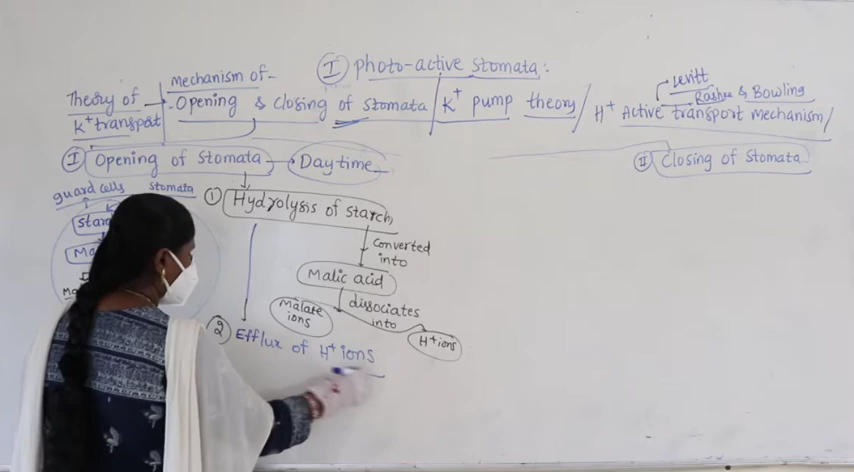 I photo-active stomata:
Levitt
Theory of
K+ transport
mechanism of-
Opening & closing of stomata / K+ pump theory /
Raske & Bowling
H+ Active transport mechanism /
I Opening of stomata Day time
II closing of stomata
guard cells stomata
1 Hydrolysis of starch
converted
into
Malic acid
dissociates
into
Malate
ions
H+ ions
2 Efflux of H+ ions